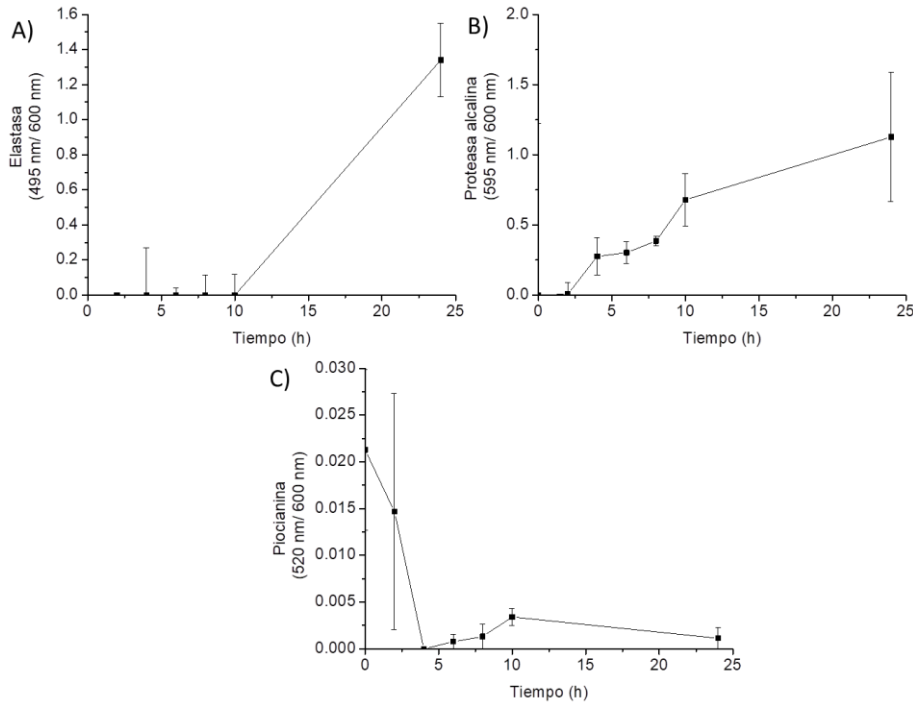 A)
Elastasa
(495 nm/ 600 nm)
1.6
1.4
1.2
1.0
0.8
0.6
0.4
0.2
0.0
0 5 10 15 20 25
Tiempo (h)
B)
Proteasa alcalina
(595 nm/ 600 nm)
2.0
1.5
1.0
0.5
0.0
0 5 10 15 20 25
Tiempo (h)
C)
Piocianina
(520 nm/ 600 nm)
0.030
0.025
0.020
0.015
0.010
0.005
0.000
0 5 10 15 20 25
Tiempo (h)